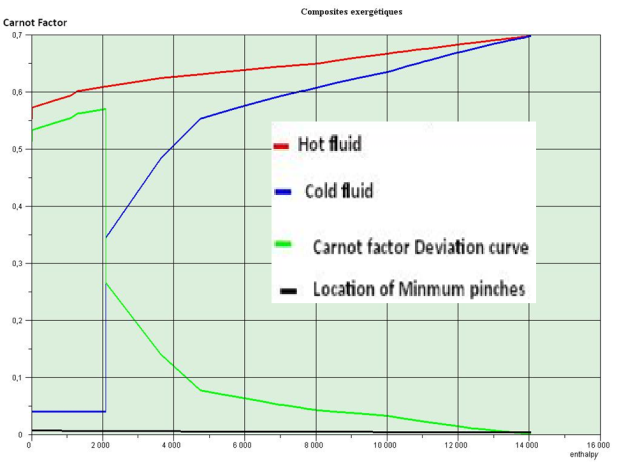 Composites exergétiques
Carnot Factor
0,7
0,6
0,5
0,4
0,3
0,2
0,1
0
Hot fluid
Cold fluid
Carnot factor Deviation curve
Location of Minmum pinches
0
2 000
4 000
6 000
8 000
10 000
12 000
14 000
16 000
enthalpy